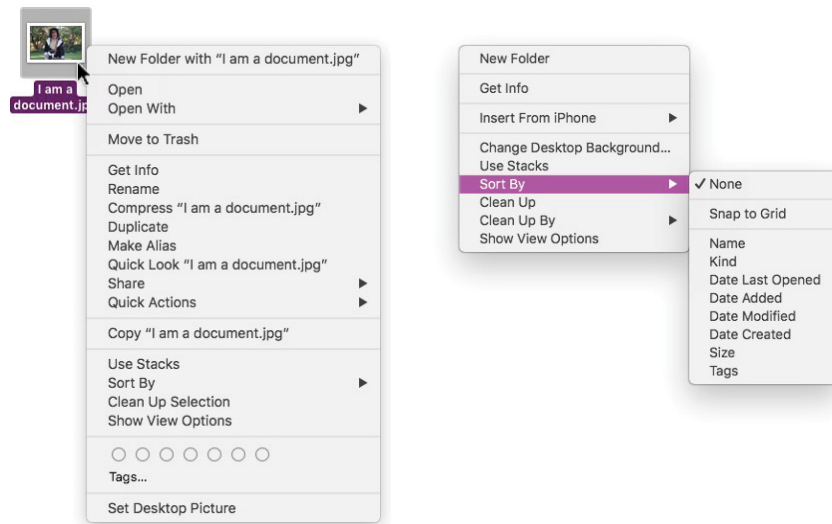 I am a
document.jp
New Folder with “I am a document.jpg”
Open
Open With
Move to Trash
Get Info
Rename
Compress “I am a document.jpg”
Duplicate
Make Alias
Quick Look “I am a document.jpg”
Share
Quick Actions
Copy “I am a document.jpg”
Use Stacks
Sort By
Clean Up Selection
Show View Options
Tags...
Set Desktop Picture
New Folder
Get Info
Insert From iPhone
Change Desktop Background...
Use Stacks
Sort By
Clean Up
Clean Up By
Show View Options
✓ None
Snap to Grid
Name
Kind
Date Last Opened
Date Added
Date Modified
Date Created
Size
Tags